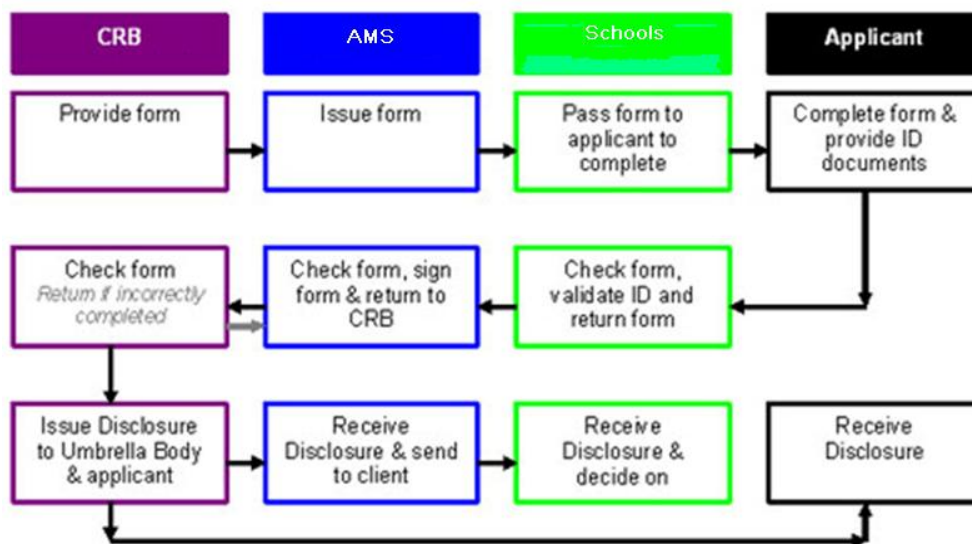 CRB
AMS
Schools
Applicant
Provide form
Issue form
Pass form to
applicant to
complete
Complete form &
provide ID
documents
Check form
Return if incorrectly
completed
Check form, sign
form & return to
CRB
Check form,
validate ID and
return form
Issue Disclosure
to Umbrella Body
& applicant
Receive
Disclosure & send
to client
Receive
Disclosure &
decide on
Receive
Disclosure